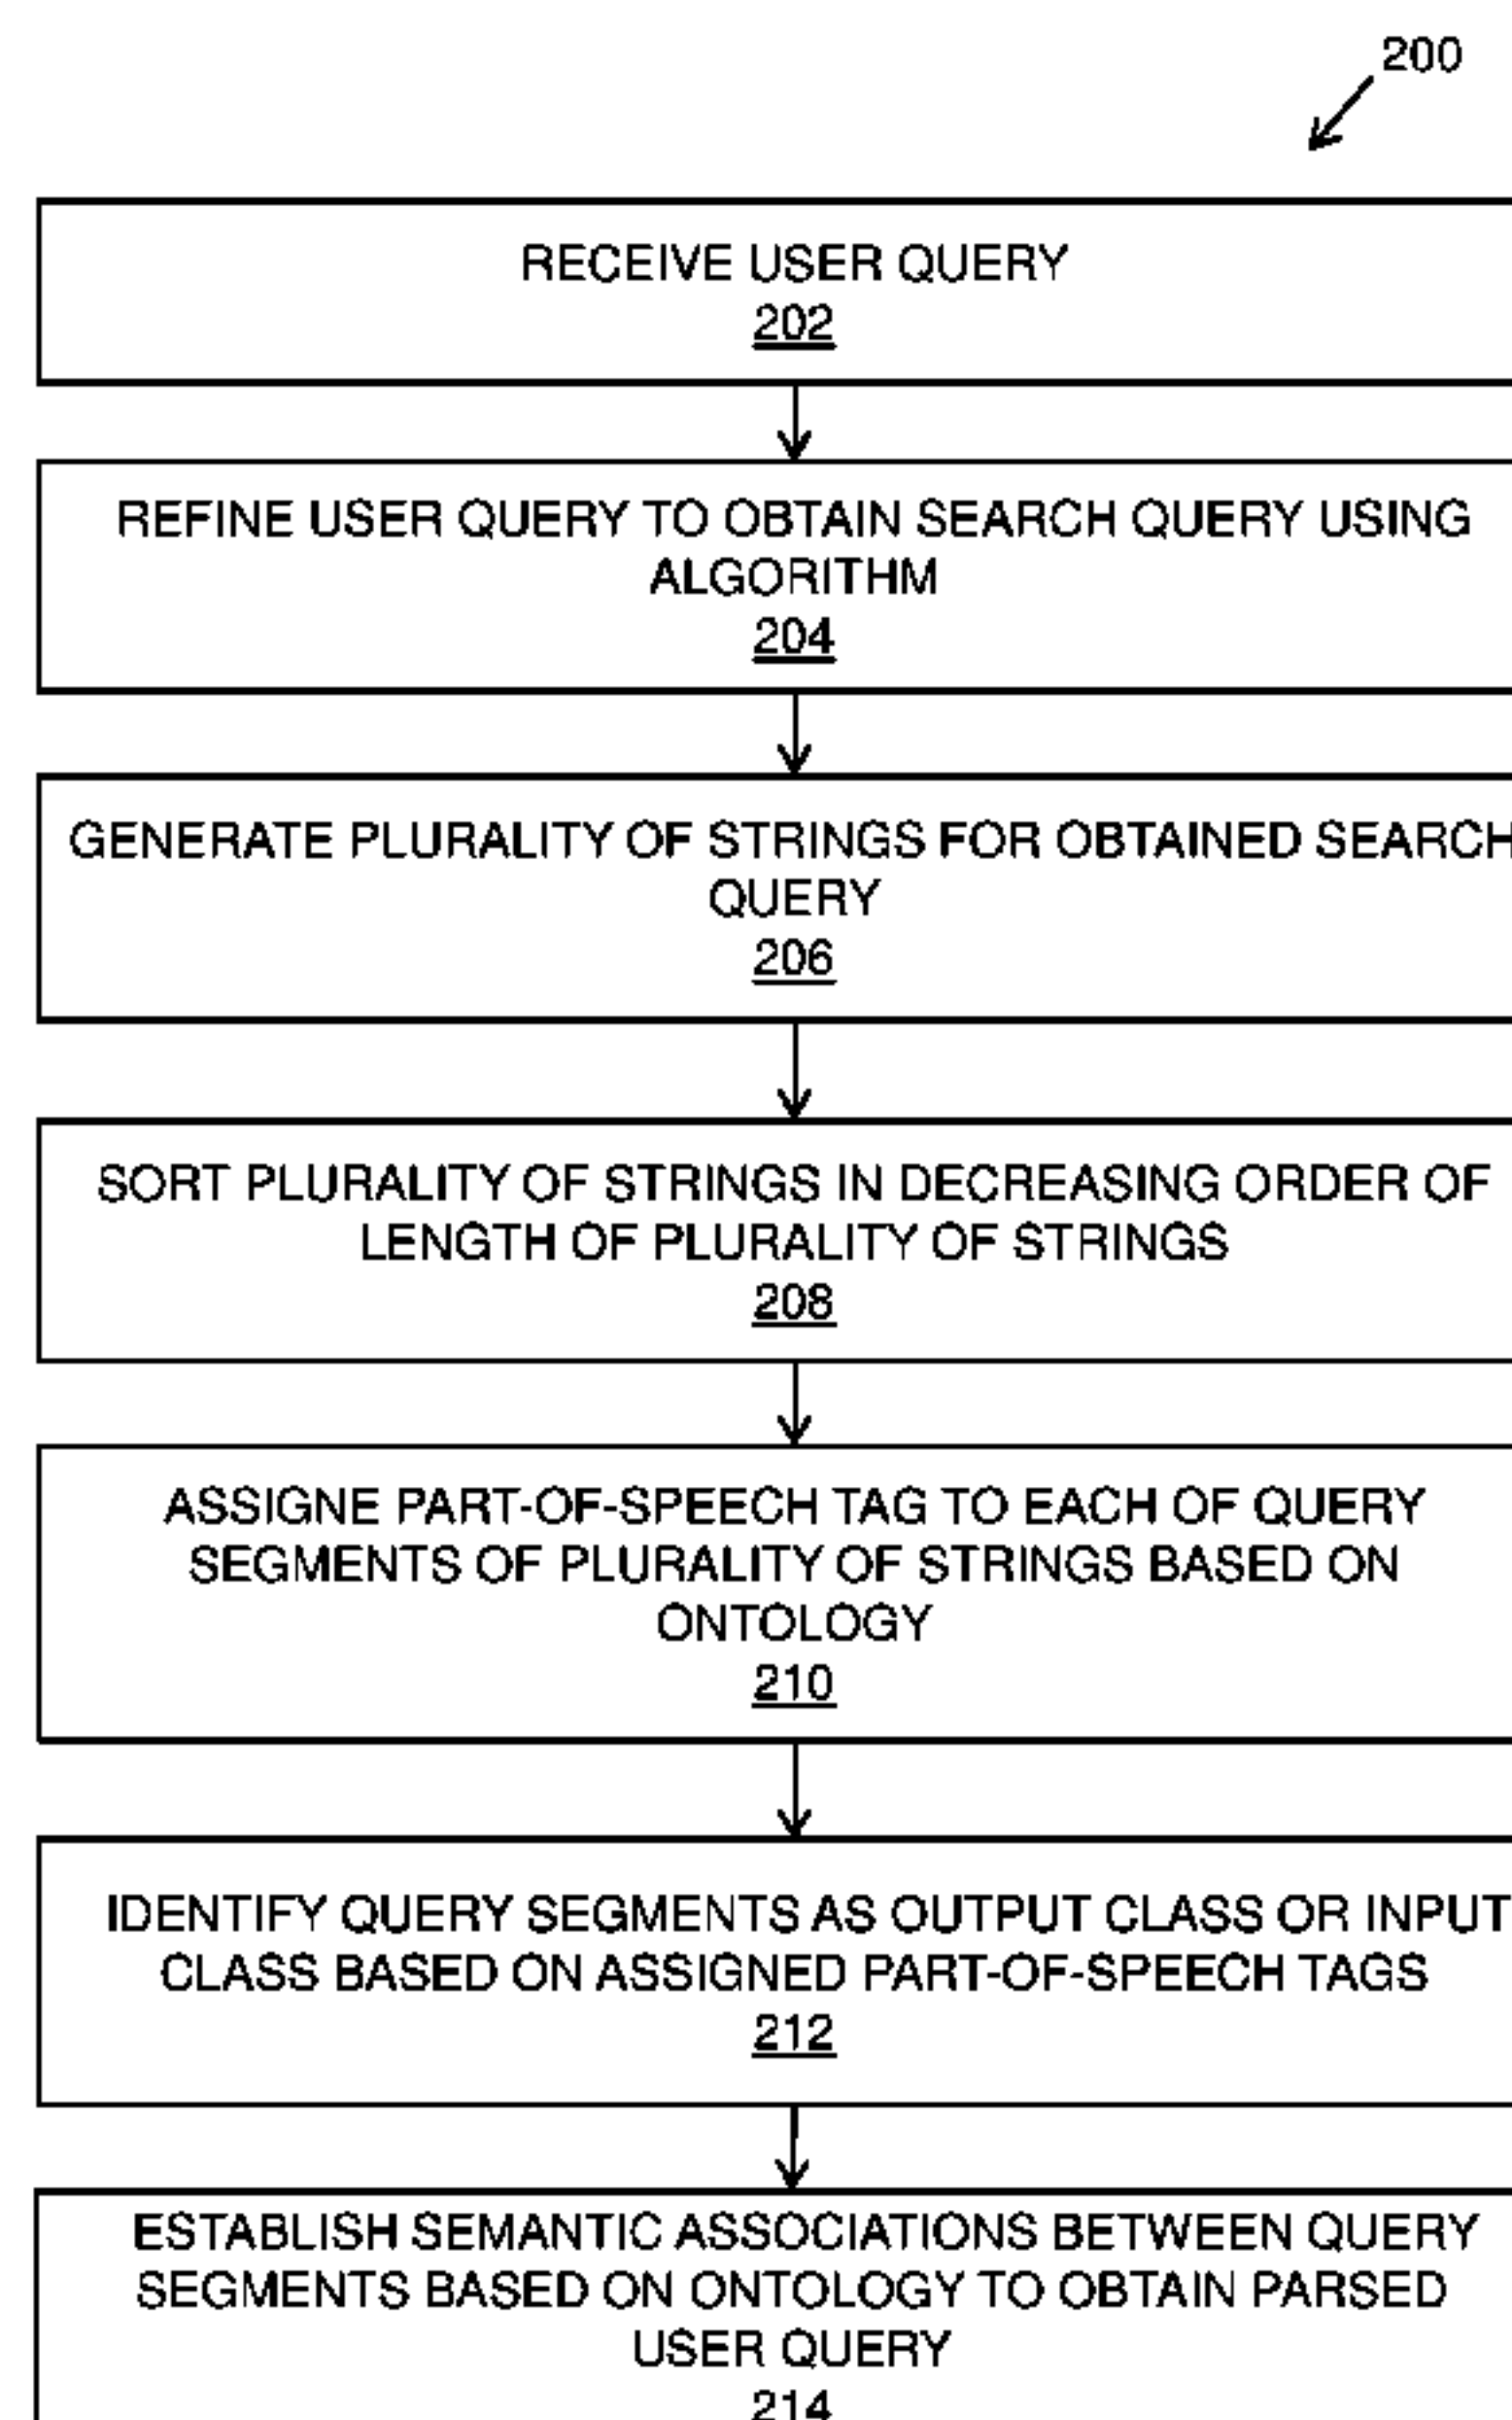 200
RECEIVE USER QUERY
202
REFINE USER QUERY TO OBTAIN SEARCH QUERY USING
ALGORITHM
204
GENERATE PLURALITY OF STRINGS FOR OBTAINED SEARCH
QUERY
206
SORT PLURALITY OF STRINGS IN DECREASING ORDER OF
LENGTH OF PLURALITY OF STRINGS
208
ASSIGNE PART-OF-SPEECH TAG TO EACH OF QUERY
SEGMENTS OF PLURALITY OF STRINGS BASED ON
ONTOLOGY
210
IDENTIFY QUERY SEGMENTS AS OUTPUT CLASS OR INPUT
CLASS BASED ON ASSIGNED PART-OF-SPEECH TAGS
212
ESTABLISH SEMANTIC ASSOCIATIONS BETWEEN QUERY
SEGMENTS BASED ON ONTOLOGY TO OBTAIN PARSED
USER QUERY
214